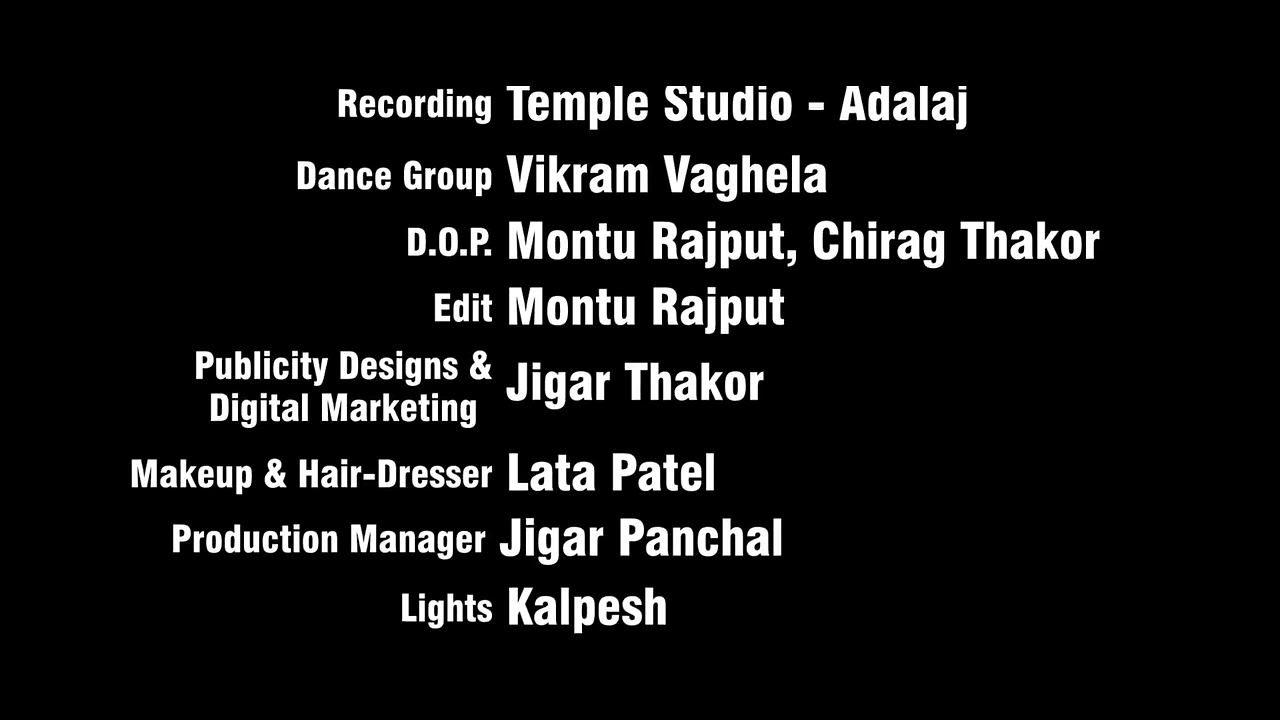 Recording Temple Studio - Adalaj
Dance Group Vikram Vaghela
D.O.P. Montu Rajput, Chirag Thakor
Edit Montu Rajput
Publicity Designs &
Digital Marketing Jigar Thakor
Makeup & Hair-Dresser Lata Patel
Production Manager Jigar Panchal
Lights Kalpesh